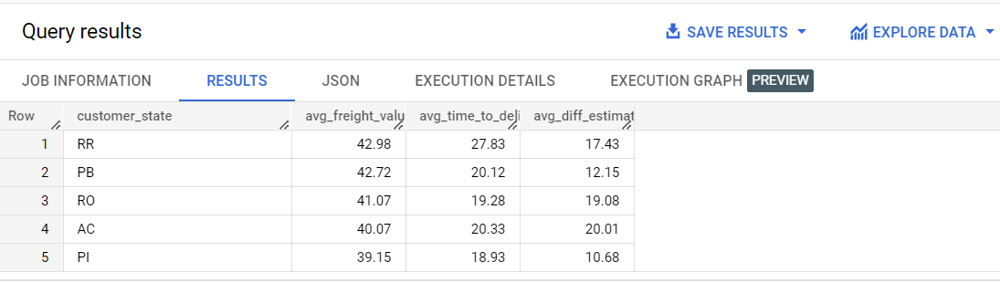 Query results SAVE RESULTS EXPLORE DATA
JOB INFORMATION RESULTS JSON EXECUTION DETAILS EXECUTION GRAPH PREVIEW
Row customer_state avg_freight_valu avg_time_to_deli avg_diff_estimat
1 RR 42.98 27.83 17.43
2 PB 42.72 20.12 12.15
3 RO 41.07 19.28 19.08
4 AC 40.07 20.33 20.01
5 PI 39.15 18.93 10.68